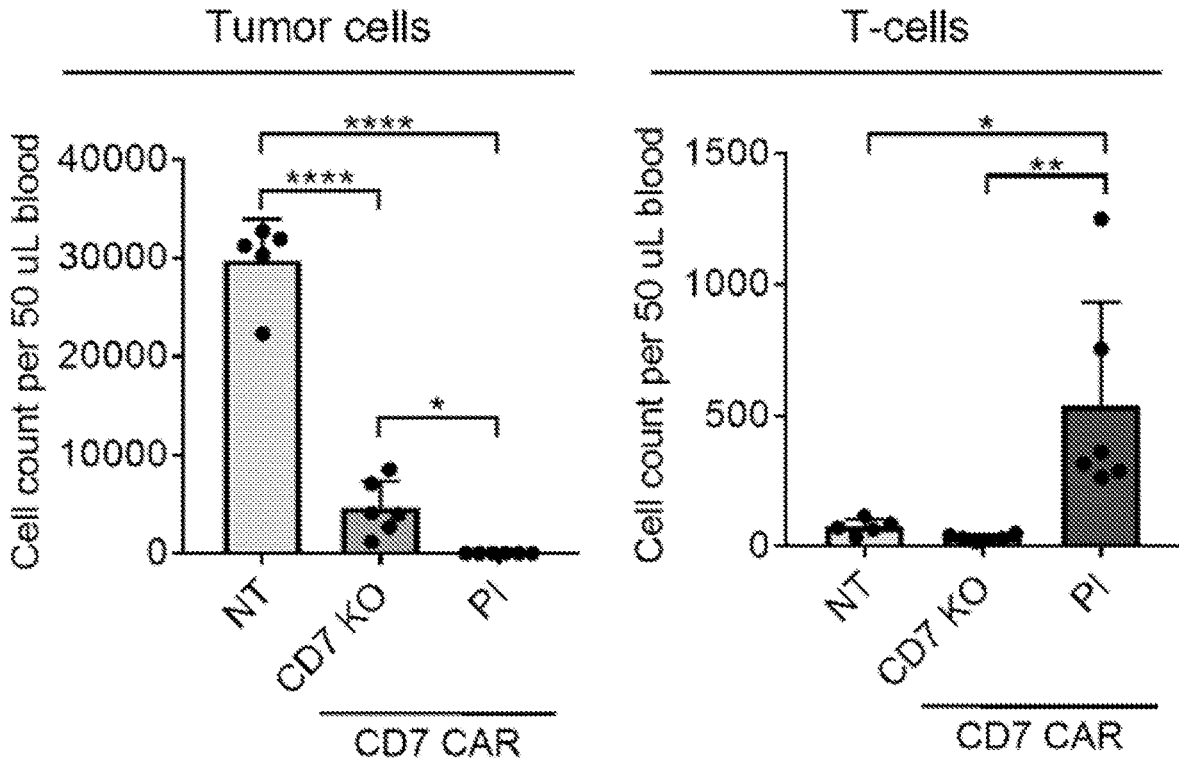 Tumor cells
Cell count per 50 uL blood
40000
30000
20000
10000
0
****
****
*
NT
CD7 KO
PI
CD7 CAR
T-cells
Cell count per 50 uL blood
1500
1000
500
0
*
**
NT
CD7 KO
PI
CD7 CAR